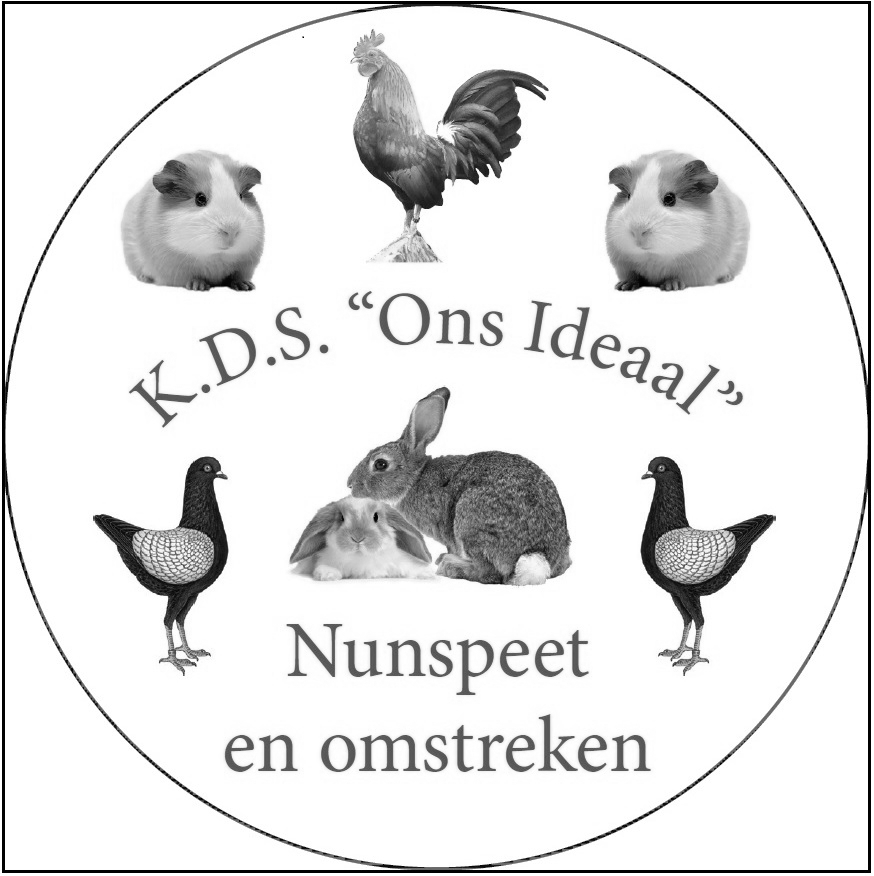 K.D.S. “Ons Ideaal”
Nunspeet
en omstreken